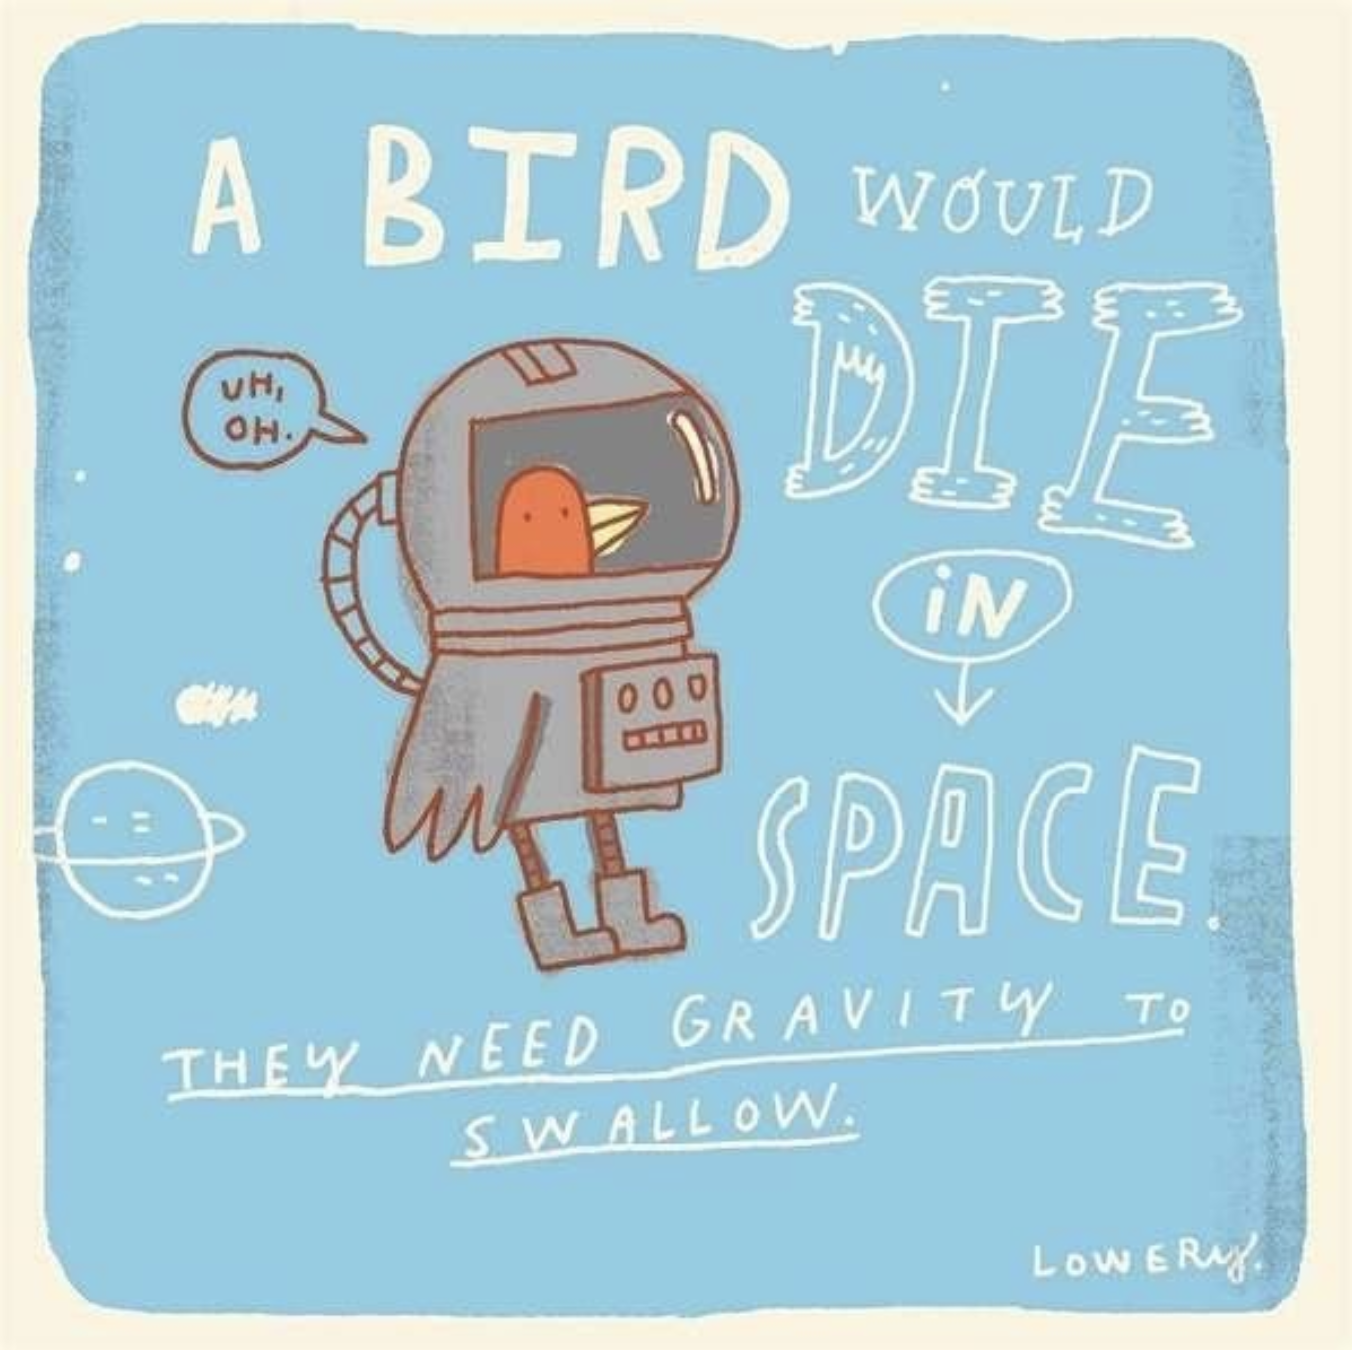 A BIRD WOULD
DIE
UH,
OH.
iN
SPACE.
THEY NEED GRAVITY TO
SWALLOW.
LOWERY.